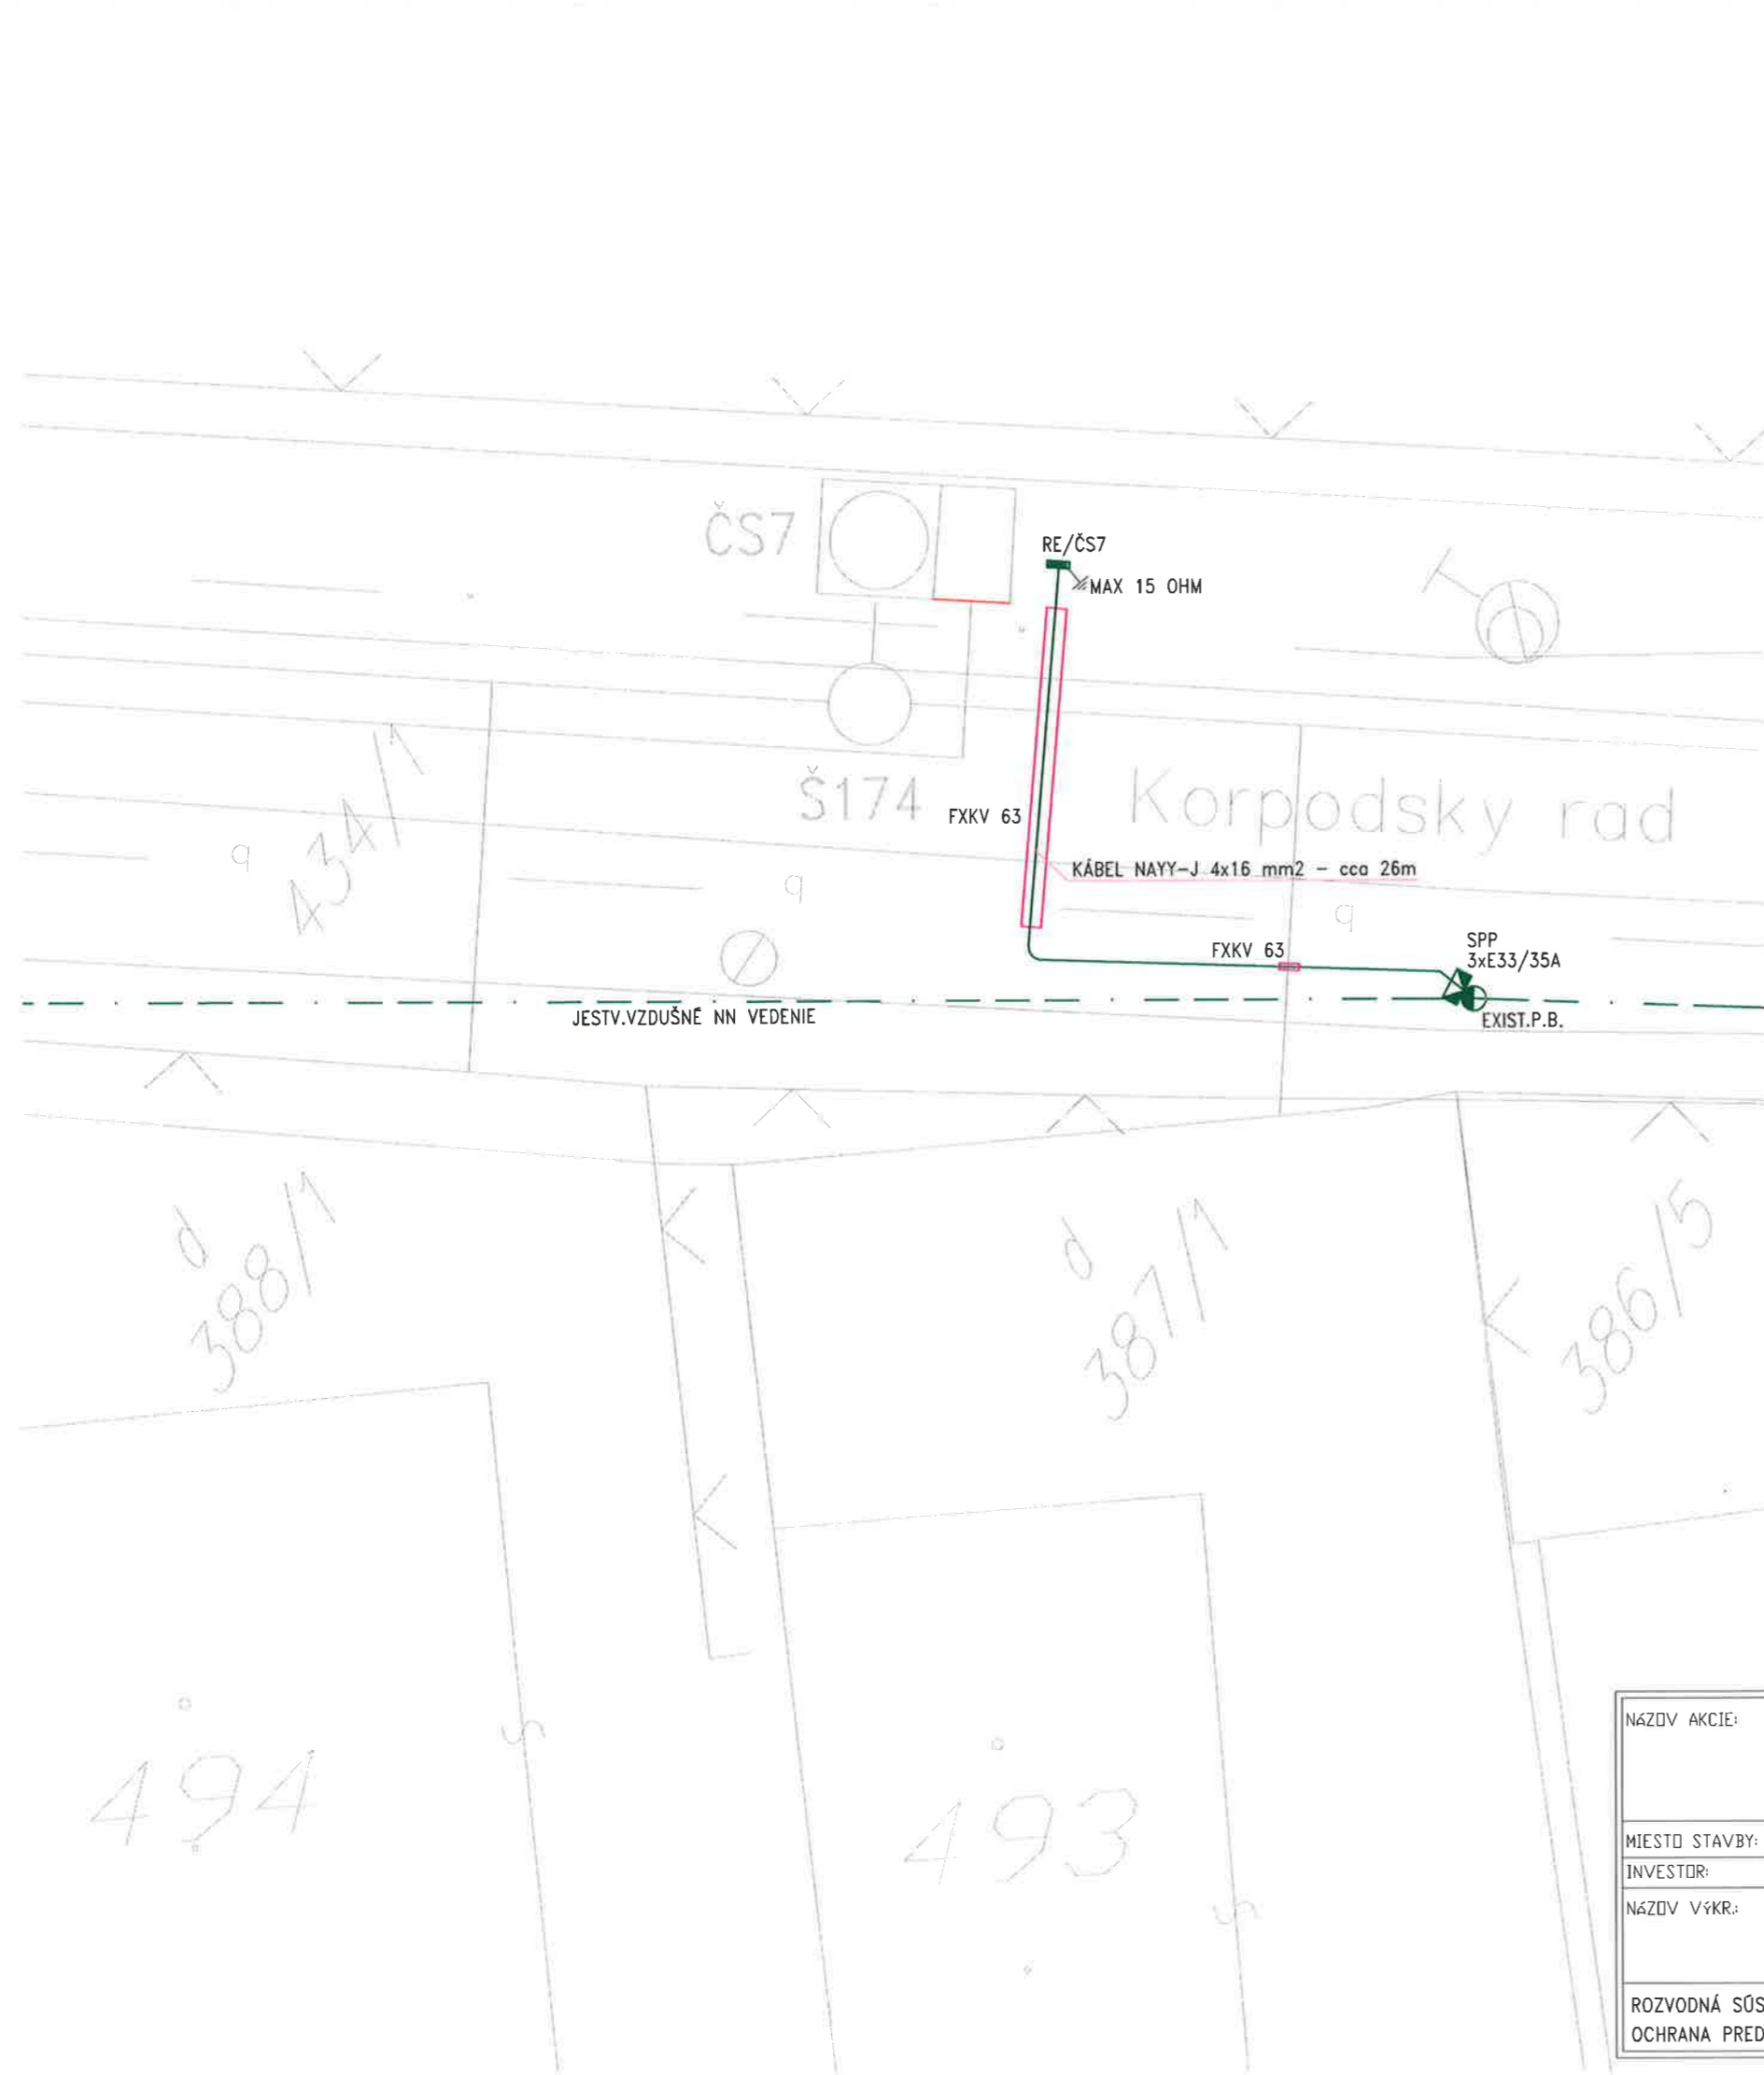 ČS7
RE/ČS7
MAX 15 OHM
Š174
FXKV 63
Korpodsky rad
434/1
q
q
q
KÁBEL NAYY-J 4x16 mm2 - cca 26m
FXKV 63
SPP
3xE33/35A
JESTV.VZDUŠNÉ NN VEDENIE
EXIST.P.B.
d
388/1
d
387/1
386/5
494
493
NáZOV AKCIE:
MIESTO STAVBY:
INVESTOR:
NáZOV VýKR.:
ROZVODNÁ SÚS
OCHRANA PRED